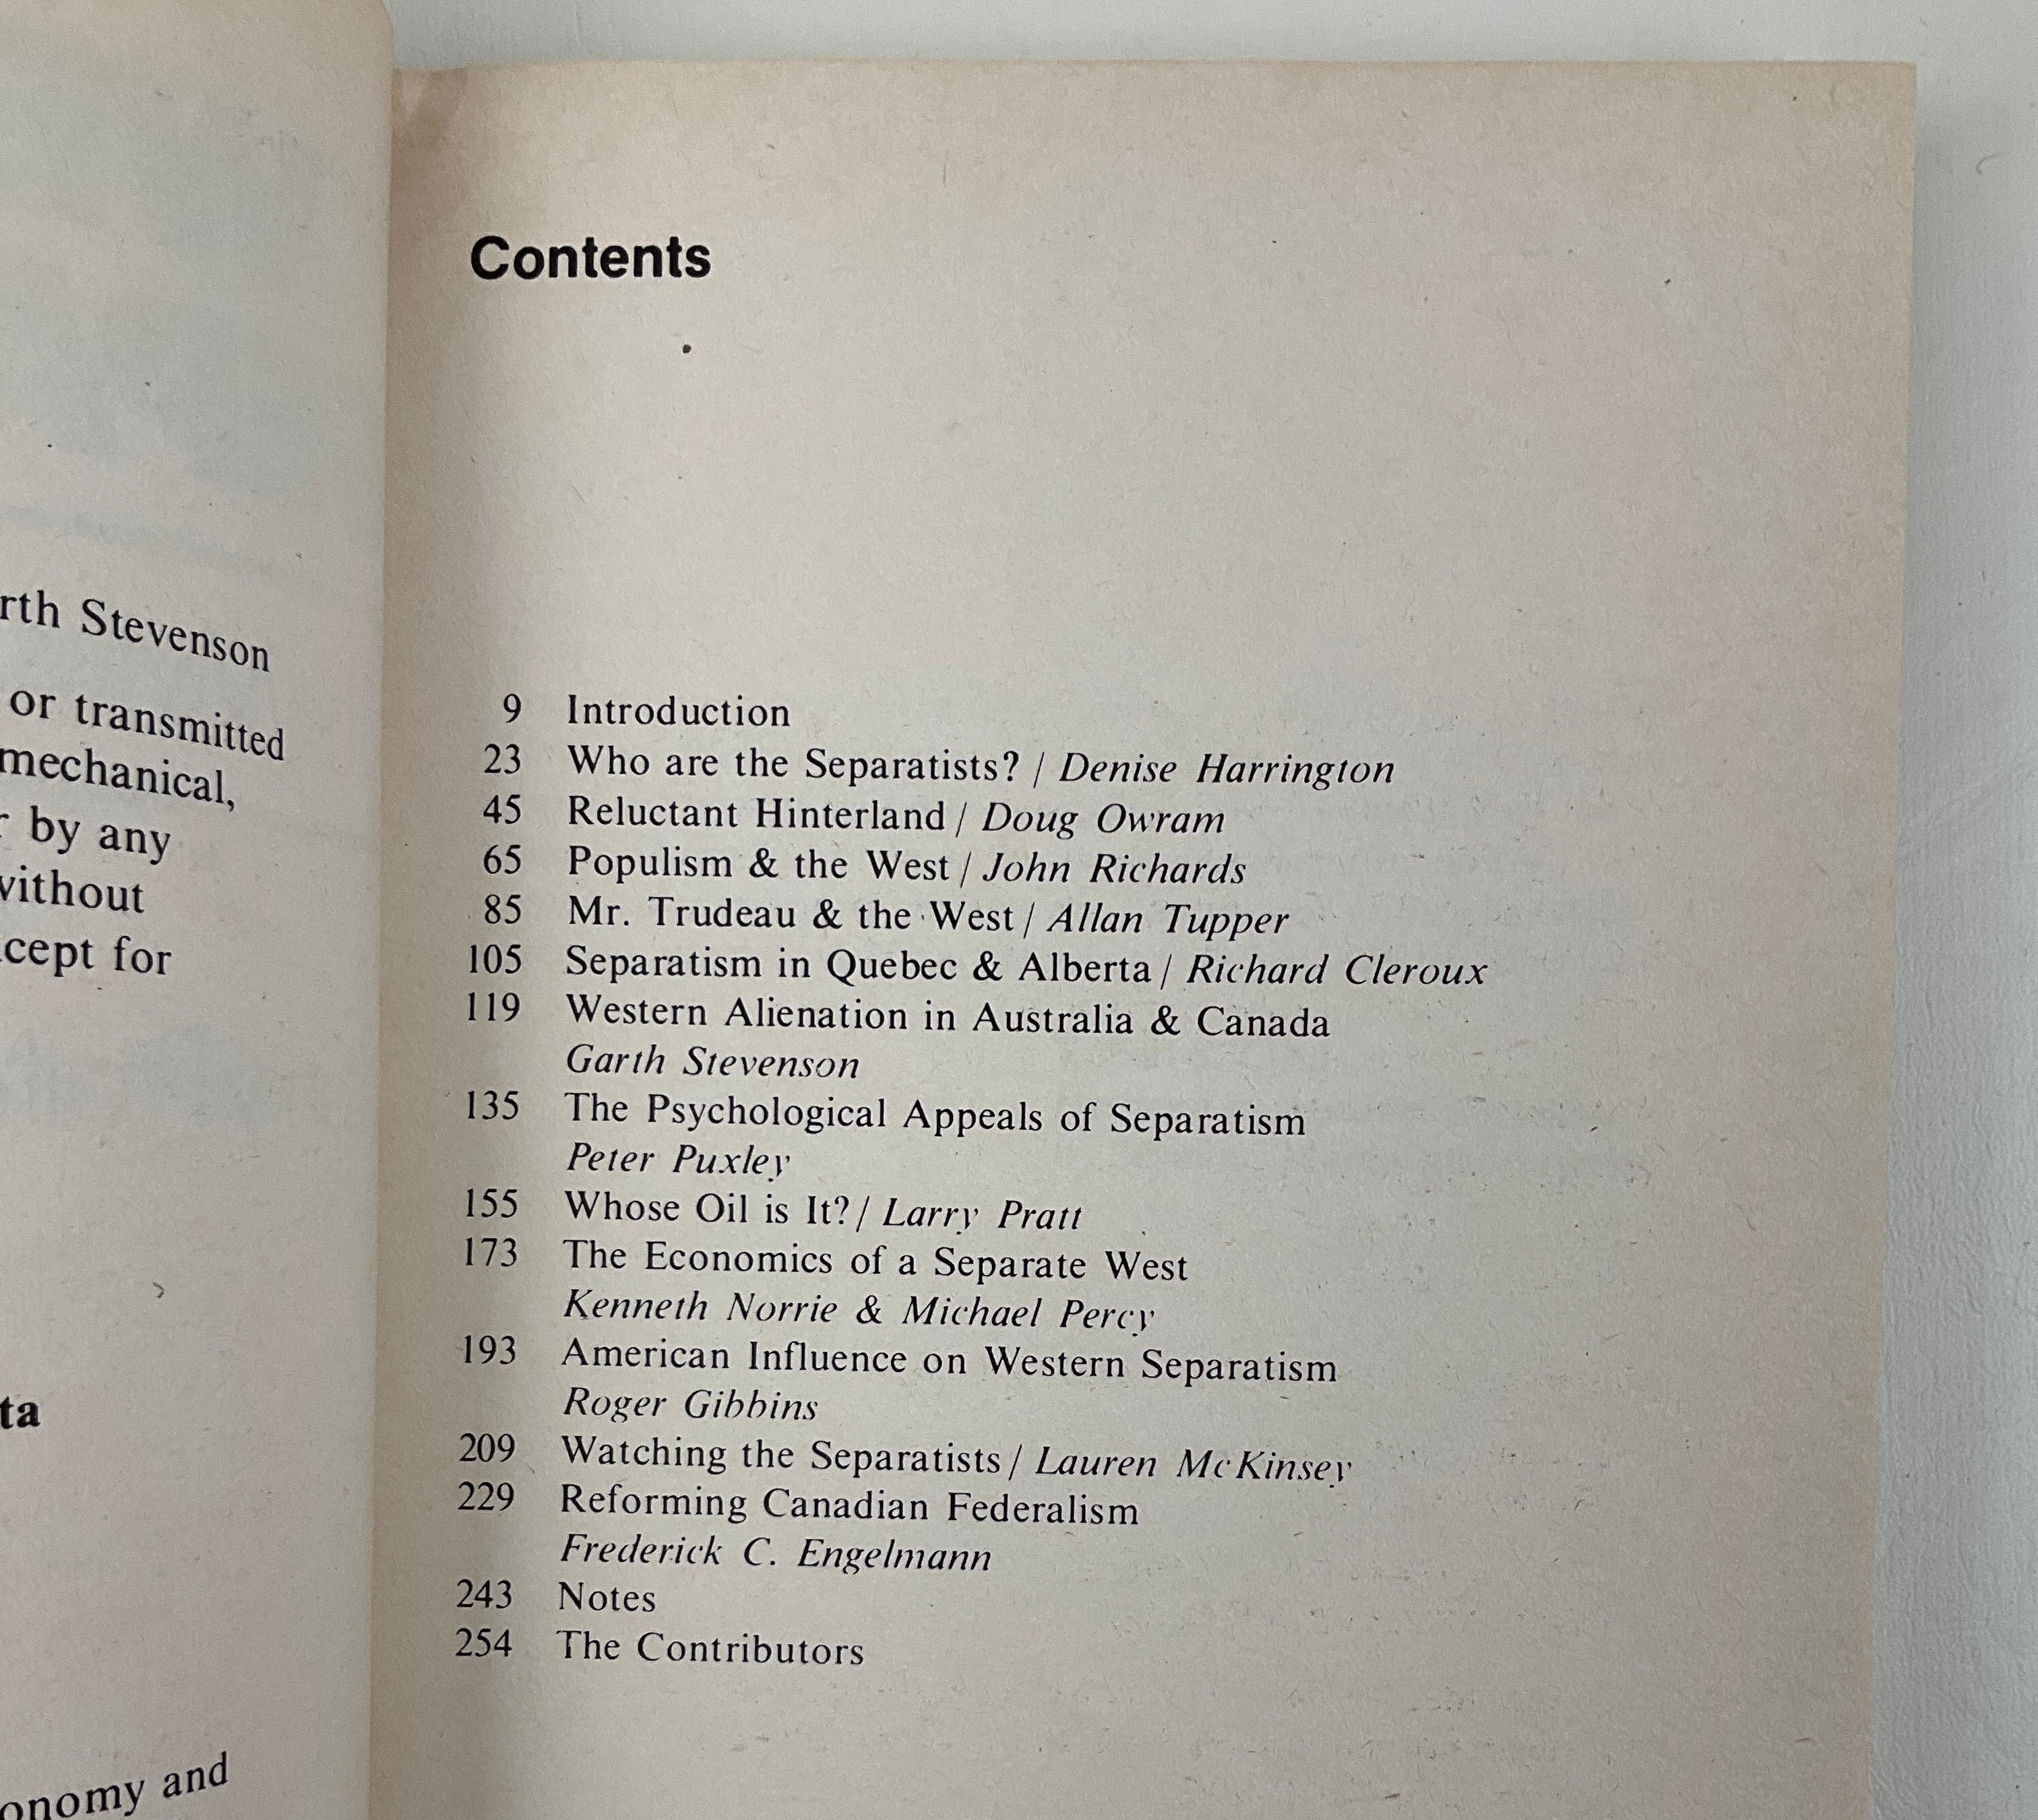 rth Stevenson
or transmitted
mechanical,
r by any
vithout
cept for
ta
onomy and
Contents
9 Introduction
23 Who are the Separatists? / Denise Harrington
45 Reluctant Hinterland / Doug Owram
65 Populism & the West / John Richards
85 Mr. Trudeau & the West / Allan Tupper
105 Separatism in Quebec & Alberta / Richard Cleroux
119 Western Alienation in Australia & Canada
Garth Stevenson
135 The Psychological Appeals of Separatism
Peter Puxley
155 Whose Oil is It? / Larry Pratt
173 The Economics of a Separate West
Kenneth Norrie & Michael Percy
193 American Influence on Western Separatism
Roger Gibbins
209 Watching the Separatists / Lauren McKinsey
229 Reforming Canadian Federalism
Frederick C. Engelmann
243 Notes
254 The Contributors